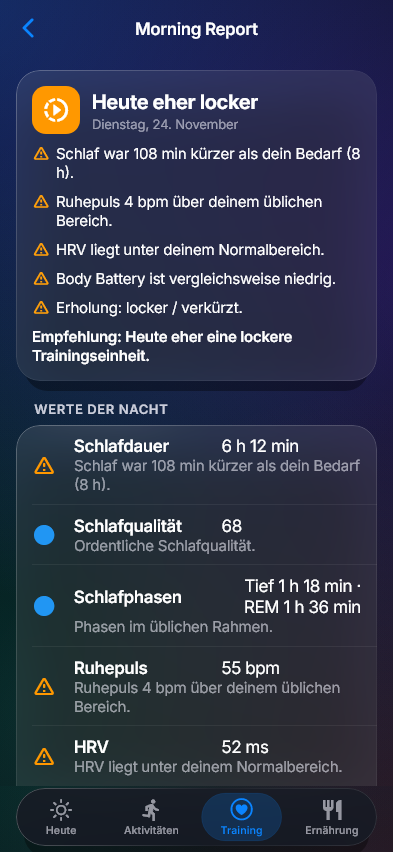 Morning Report
Heute eher locker
Dienstag, 24. November
Schlaf war 108 min kürzer als dein Bedarf (8
h).
Ruhepuls 4 bpm über deinem üblichen
Bereich.
HRV liegt unter deinem Normalbereich.
Body Battery ist vergleichsweise niedrig.
Erholung: locker / verkürzt.
Empfehlung: Heute eher eine lockere
Trainingseinheit.
WERTE DER NACHT
Schlafdauer 6 h 12 min
Schlaf war 108 min kürzer als dein Bedarf
(8 h).
Schlafqualität 68
Ordentliche Schlafqualität.
Schlafphasen Tief 1 h 18 min ·
REM 1 h 36 min
Phasen im üblichen Rahmen.
Ruhepuls 55 bpm
Ruhepuls 4 bpm über deinem üblichen
Bereich.
HRV 52 ms
HRV liegt unter deinem Normalbereich.
Heute Aktivitäten Training Ernährung